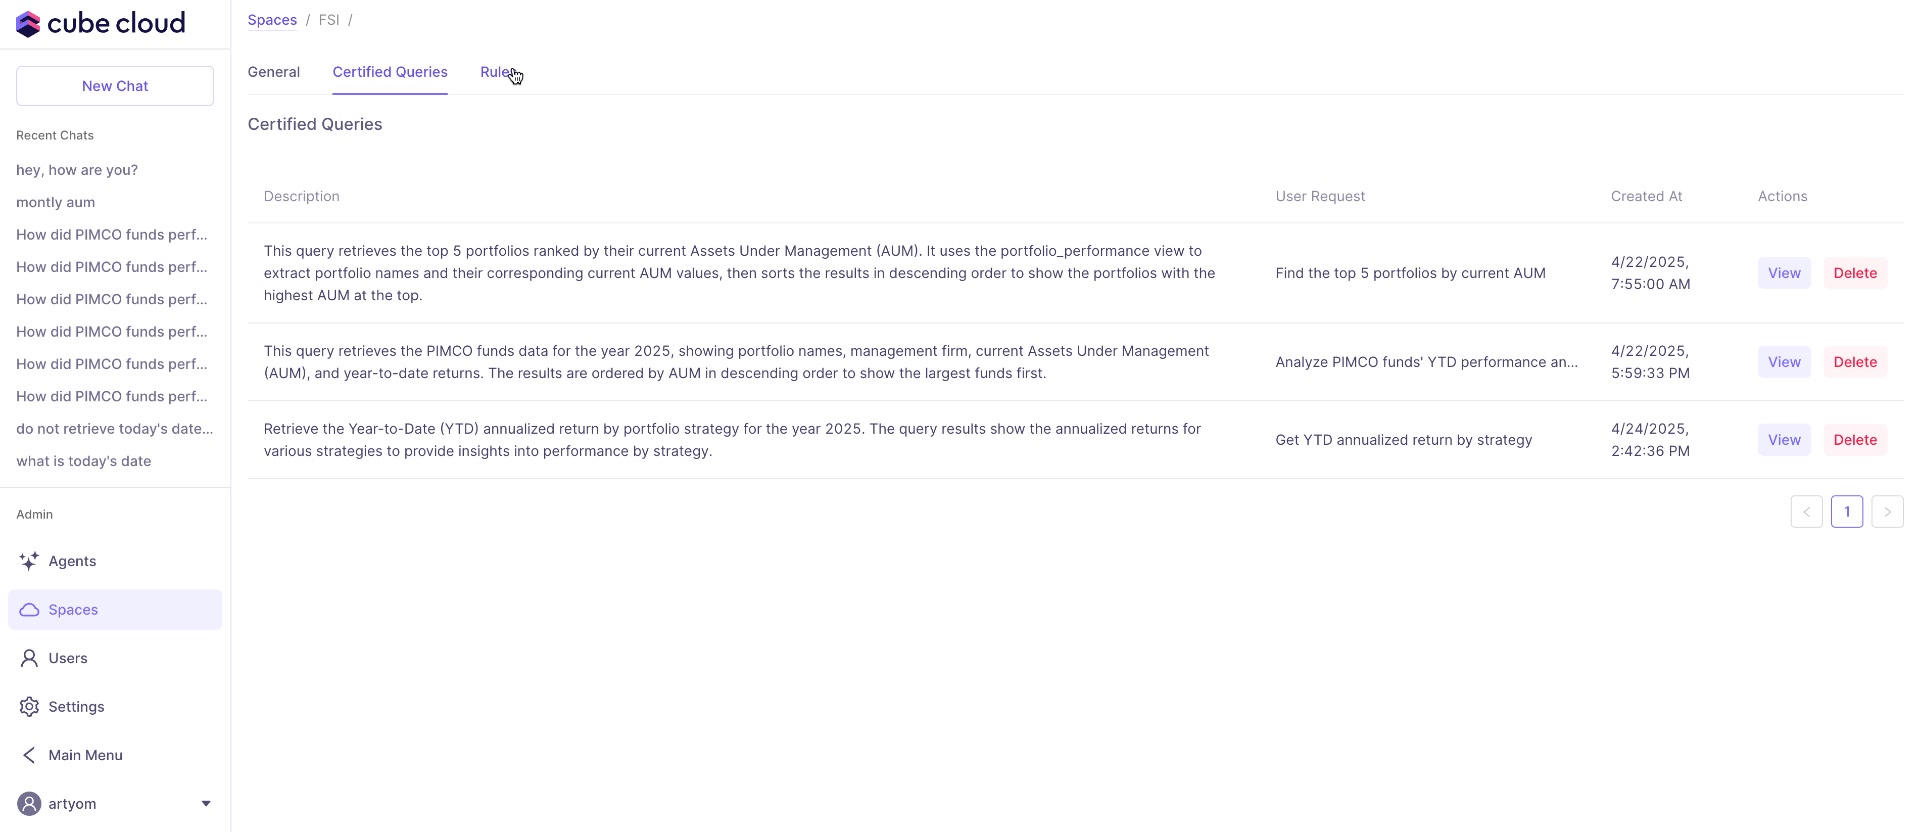 cube cloud
New Chat
Recent Chats
hey, how are you?
montly aum
How did PIMCO funds perf...
How did PIMCO funds perf...
How did PIMCO funds perf...
How did PIMCO funds perf...
How did PIMCO funds perf...
How did PIMCO funds perf...
do not retrieve today's date...
what is today's date
Admin
Agents
Spaces
Users
Settings
Main Menu
artyom
Spaces / FSI /
General Certified Queries Rule
Certified Queries
Description User Request Created At Actions
This query retrieves the top 5 portfolios ranked by their current Assets Under Management (AUM). It uses the portfolio_performance view to
extract portfolio names and their corresponding current AUM values, then sorts the results in descending order to show the portfolios with the
highest AUM at the top.
Find the top 5 portfolios by current AUM
4/22/2025,
7:55:00 AM
View Delete
This query retrieves the PIMCO funds data for the year 2025, showing portfolio names, management firm, current Assets Under Management
(AUM), and year-to-date returns. The results are ordered by AUM in descending order to show the largest funds first.
Analyze PIMCO funds' YTD performance an...
4/22/2025,
5:59:33 PM
View Delete
Retrieve the Year-to-Date (YTD) annualized return by portfolio strategy for the year 2025. The query results show the annualized returns for
various strategies to provide insights into performance by strategy.
Get YTD annualized return by strategy
4/24/2025,
2:42:36 PM
View Delete
< 1 >